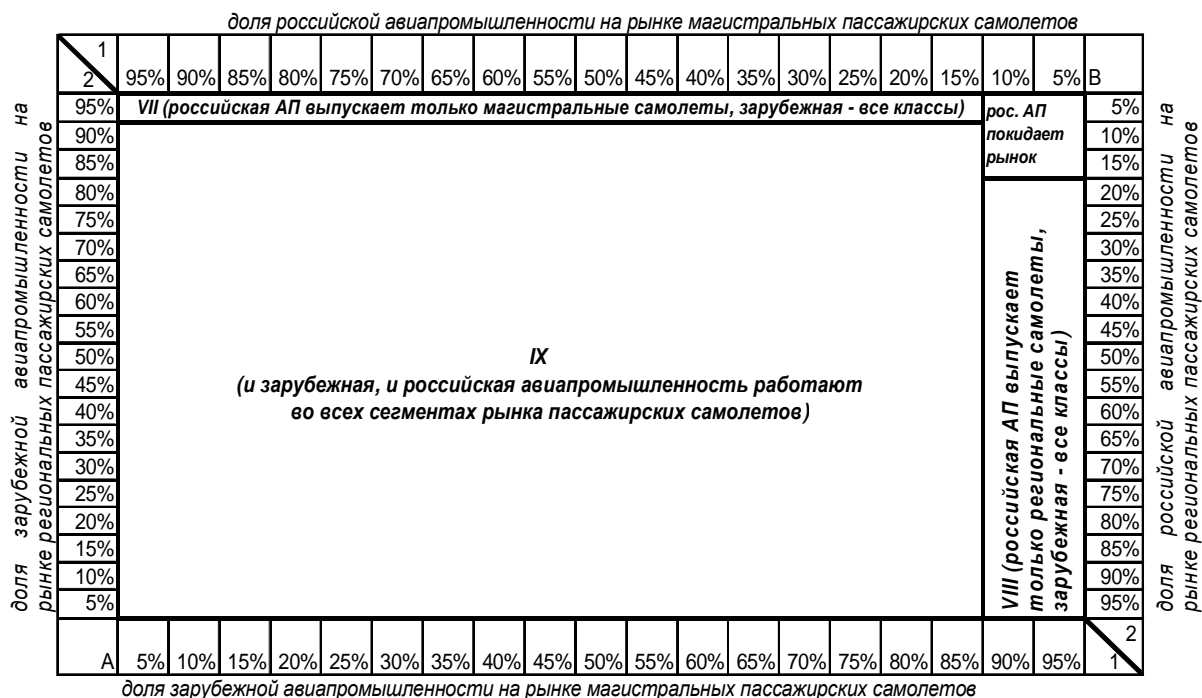 доля российской авиапромышленности на рынке магистральных пассажирских самолетов
1
2 95% 90% 85% 80% 75% 70% 65% 60% 55% 50% 45% 40% 35% 30% 25% 20% 15% 10% 5% B
доля зарубежной авиапромышленности на
рынке региональных пассажирских самолетов
95%
90%
85%
80%
75%
70%
65%
60%
55%
50%
45%
40%
35%
30%
25%
20%
15%
10%
5%
VII (российская АП выпускает только магистральные самолеты, зарубежная - все классы)
рос. АП
покидает
рынок
IX
(и зарубежная, и российская авиапромышленность работают
во всех сегментах рынка пассажирских самолетов)
VIII (российская АП выпускает
только региональные самолеты,
зарубежная - все классы)
5%
10%
15%
20%
25%
30%
35%
40%
45%
50%
55%
60%
65%
70%
75%
80%
85%
90%
95%
доля российской авиапромышленности на
рынке региональных пассажирских самолетов
2
A 5% 10% 15% 20% 25% 30% 35% 40% 45% 50% 55% 60% 65% 70% 75% 80% 85% 90% 95% 1
доля зарубежной авиапромышленности на рынке магистральных пассажирских самолетов